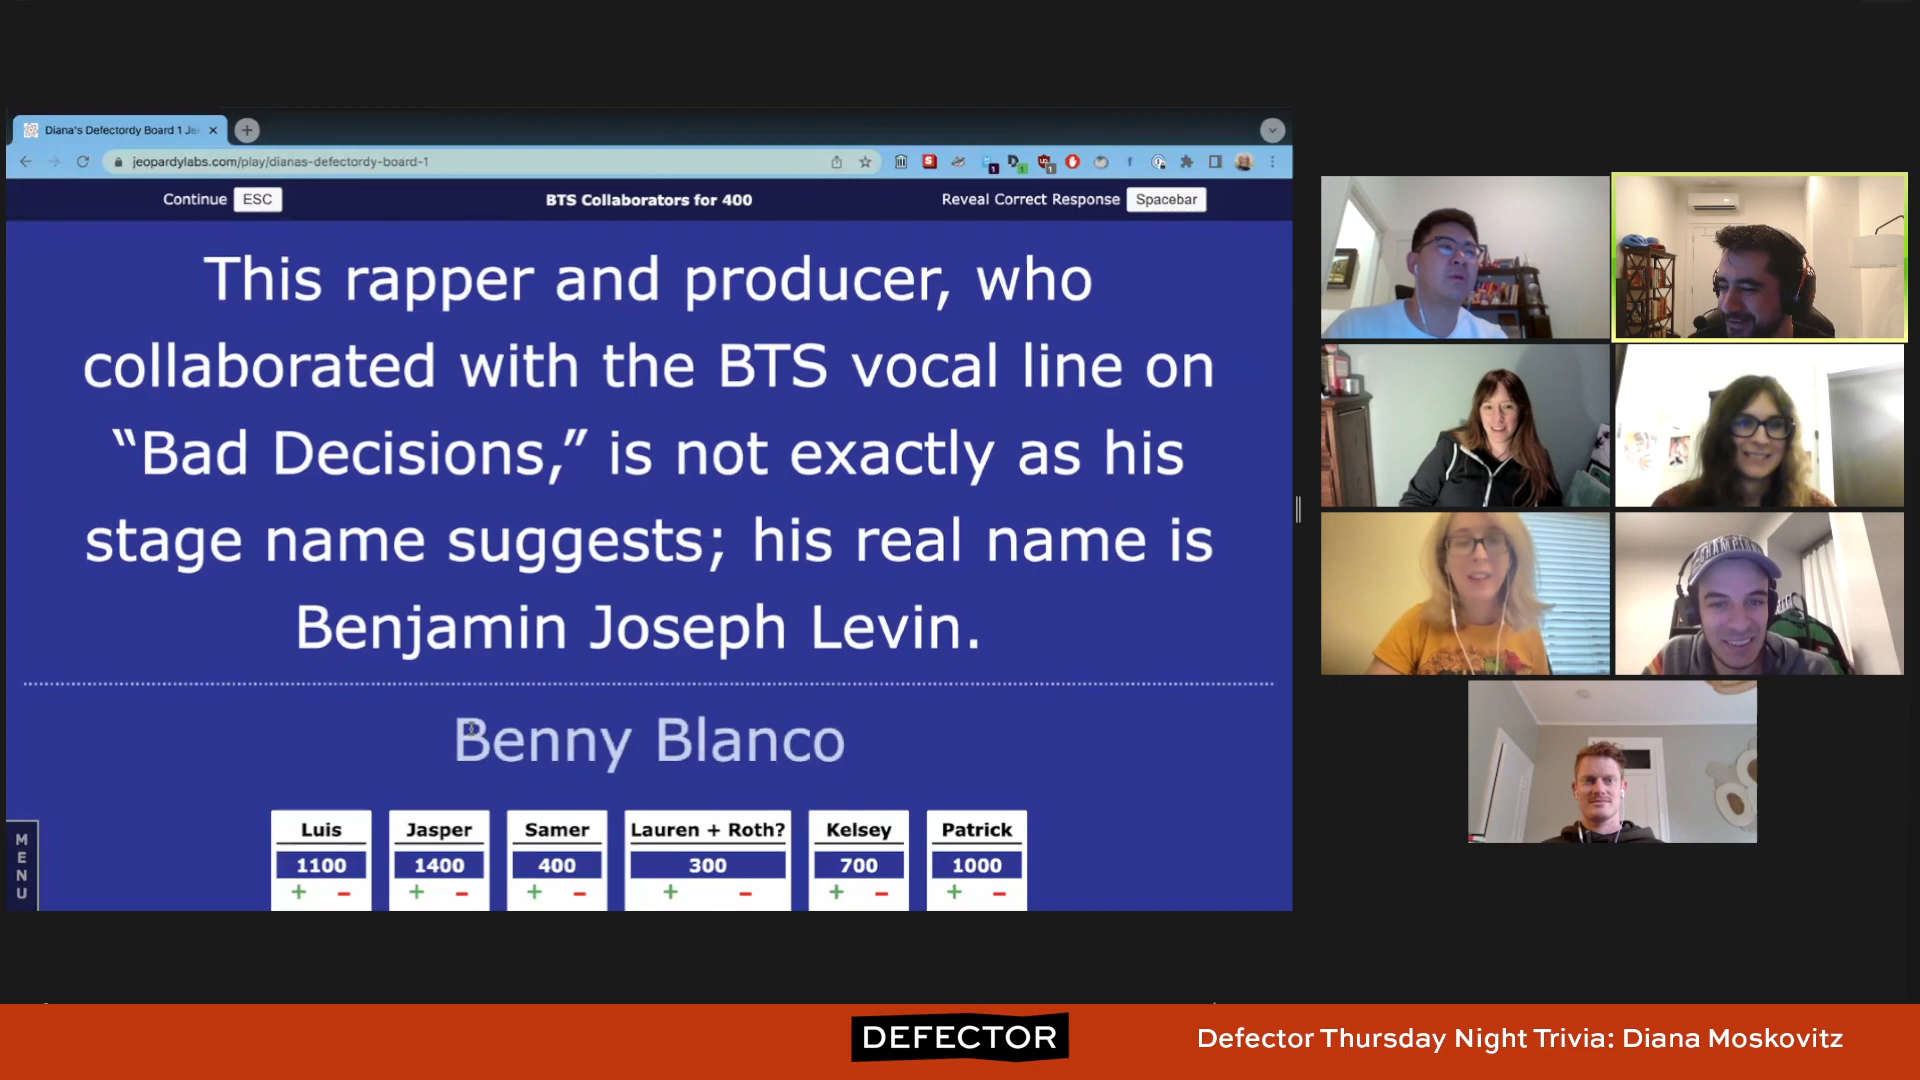 Diana's Defectordy Board 1 Je
jeopardylabs.com/play/dianas-defectordy-board-1
Continue ESC
BTS Collaborators for 400
Reveal Correct Response Spacebar
This rapper and producer, who
collaborated with the BTS vocal line on
“Bad Decisions,” is not exactly as his
stage name suggests; his real name is
Benjamin Joseph Levin.
Benny Blanco
MENU
Luis Jasper Samer Lauren + Roth? Kelsey Patrick
1100 1400 400 300 700 1000
+ − + − + − + − + − + −
DEFECTOR
Defector Thursday Night Trivia: Diana Moskovitz